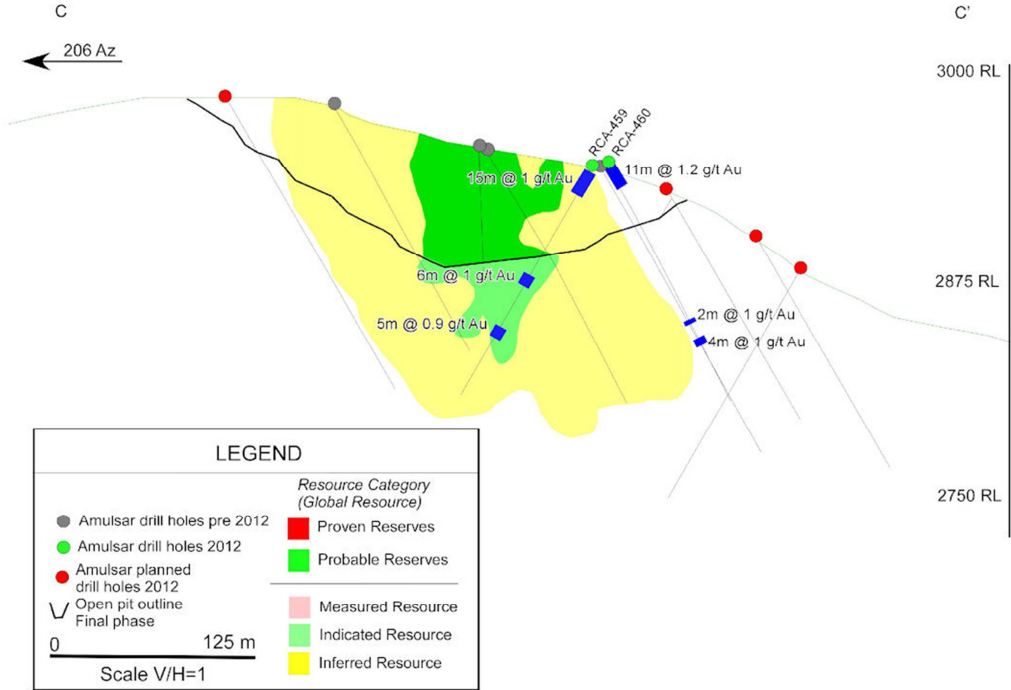 C
C'
206 Az
3000 RL
RCA-459
RCA-460
15m @ 1 g/t Au
11m @ 1.2 g/t Au
6m @ 1 g/t Au
2875 RL
5m @ 0.9 g/t Au
2m @ 1 g/t Au
4m @ 1 g/t Au
2750 RL
LEGEND
Amulsar drill holes pre 2012
Amulsar drill holes 2012
Amulsar planned
drill holes 2012
Open pit outline
Final phase
0 125 m
Scale V/H=1
Resource Category
(Global Resource)
Proven Reserves
Probable Reserves
Measured Resource
Indicated Resource
Inferred Resource